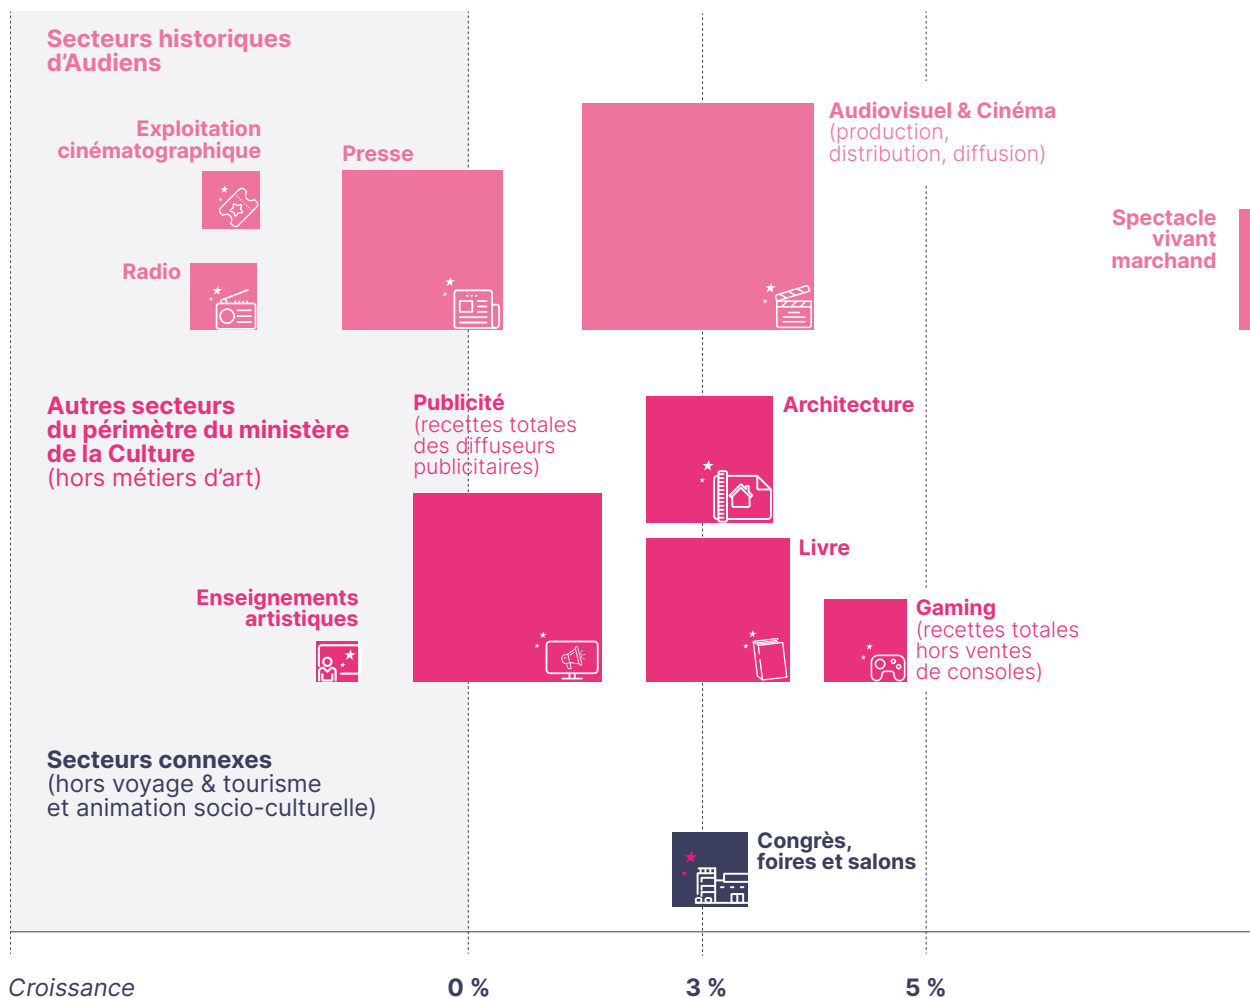 Secteurs historiques
d’Audiens
Exploitation
cinématographique
Presse
Audiovisuel & Cinéma
(production,
distribution, diffusion)
Spectacle
vivant
marchand
Radio
Autres secteurs
du périmètre du ministère
de la Culture
(hors métiers d’art)
Publicité
(recettes totales
des diffuseurs
publicitaires)
Architecture
Livre
Enseignements
artistiques
Gaming
(recettes totales
hors ventes
de consoles)
Secteurs connexes
(hors voyage & tourisme
et animation socio-culturelle)
Congrès,
foires et salons
Croissance
0 %
3 %
5 %